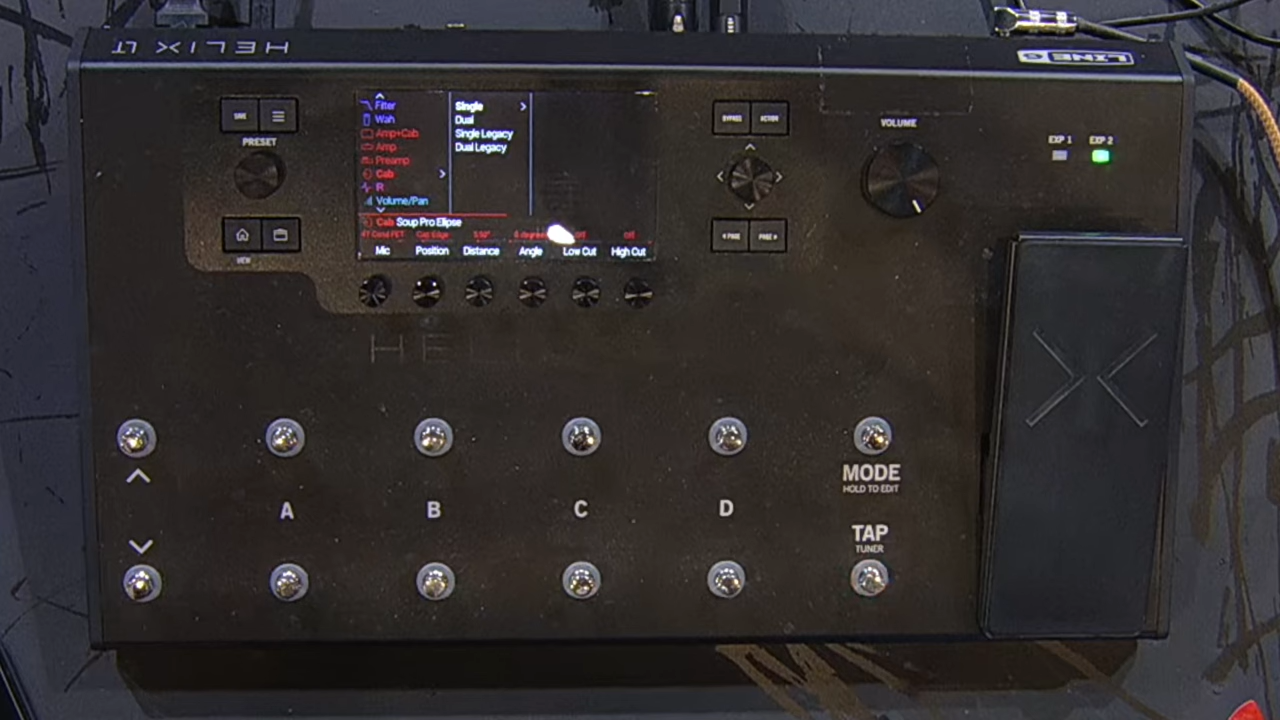 HELIX LT
LINE 6
SAVE
PRESET
VIEW
Filter
Wah
Amp+Cab
Amp
Preamp
Cab
R
Volume/Pan
Single
Dual
Single Legacy
Dual Legacy
Cab Soup Pro Elipse
Mic Position Distance Angle Low Cut High Cut
BYPASS ACTION
< PAGE PAGE >
VOLUME
EXP 1 EXP 2
HELI
A B C D
MODE
HOLD TO EDIT
TAP
TUNER